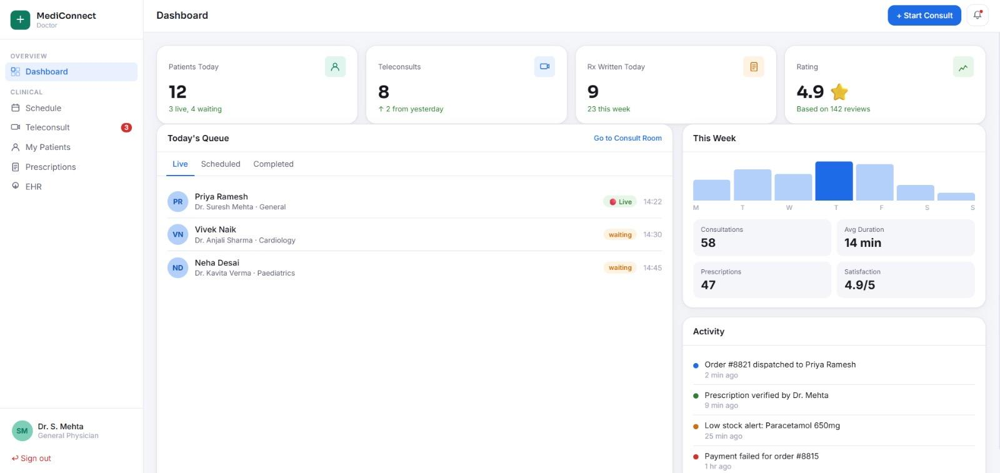 MediConnect
Doctor
OVERVIEW
Dashboard
CLINICAL
Schedule
Teleconsult 3
My Patients
Prescriptions
EHR
SM
Dr. S. Mehta
General Physician
Sign out
Dashboard
+ Start Consult
Patients Today
12
3 live, 4 waiting
Teleconsults
8
↑ 2 from yesterday
Rx Written Today
9
23 this week
Rating
4.9 ⭐
Based on 142 reviews
Today's Queue Go to Consult Room
Live Scheduled Completed
PR
Priya Ramesh
Dr. Suresh Mehta · General
Live 14:22
VN
Vivek Naik
Dr. Anjali Sharma · Cardiology
waiting 14:30
ND
Neha Desai
Dr. Kavita Verma · Paediatrics
waiting 14:45
This Week
M T W T F S S
Consultations
58
Avg Duration
14 min
Prescriptions
47
Satisfaction
4.9/5
Activity
Order #8821 dispatched to Priya Ramesh
2 min ago
Prescription verified by Dr. Mehta
9 min ago
Low stock alert: Paracetamol 650mg
25 min ago
Payment failed for order #8815
1 hr ago